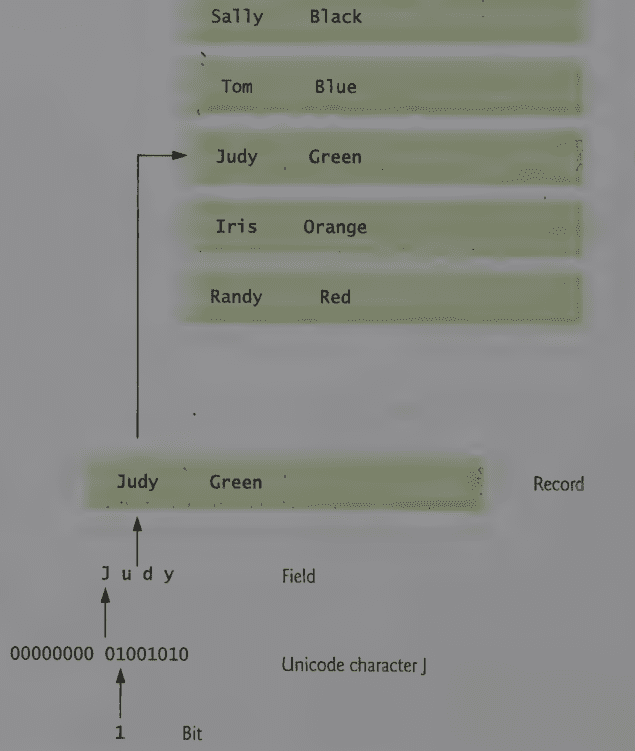 Sally Black
Tom Blue
Judy Green
Iris Orange
Randy Red
Judy Green Record
J u d y Field
00000000 01001010 Unicode character J
1 Bit